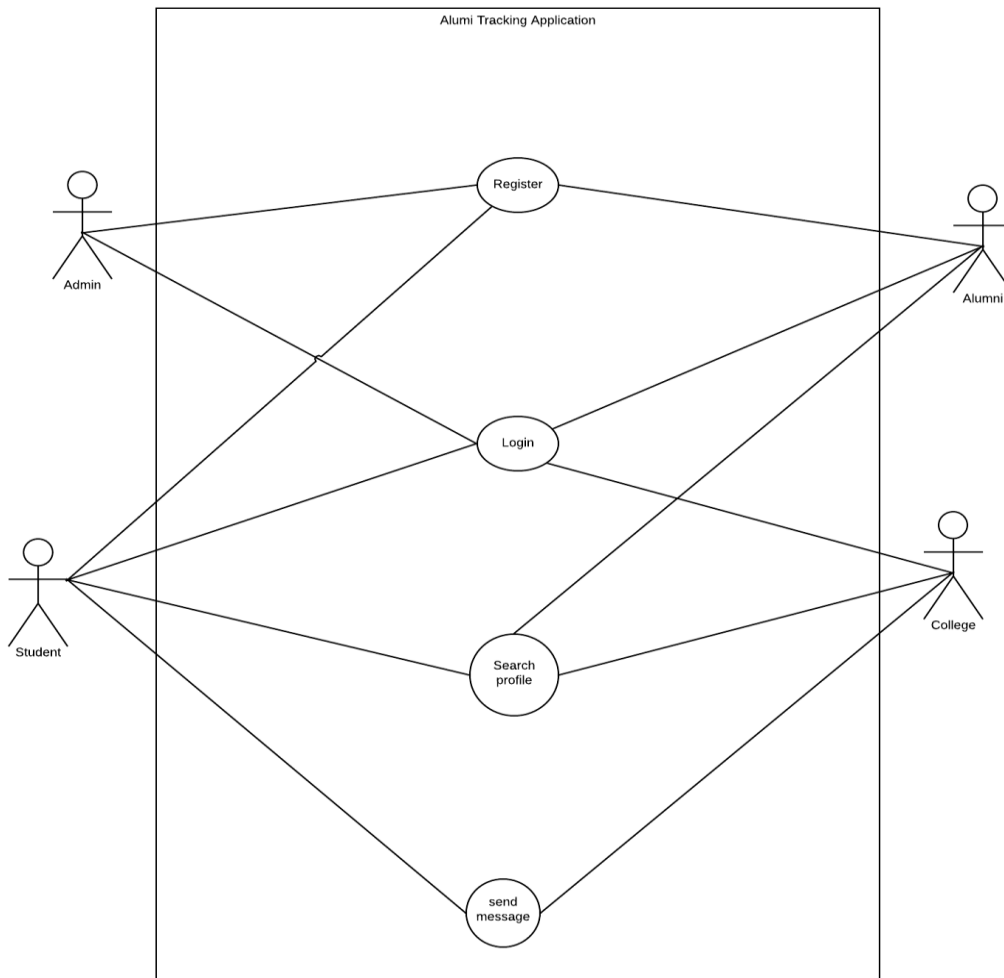 Alumi Tracking Application
Register
Admin
Alumni
Login
Student
College
Search
profile
send
message